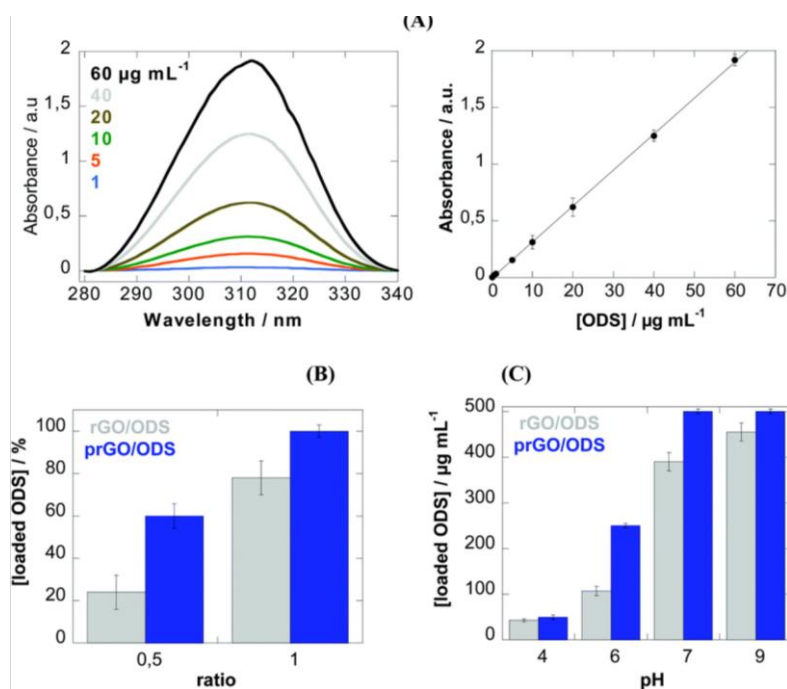 (A)
2
1,5
1
0,5
0
Absorbance / a.u
60 µg mL-1
40
20
10
5
1
280 290 300 310 320 330 340
Wavelength / nm
2
1,5
1
0,5
0,0
Absorbance / a.u.
0 10 20 30 40 50 60 70
[ODS] / µg mL-1
(B)
100
80
60
40
20
0
[loaded ODS] / %
rGO/ODS
prGO/ODS
0,5 1
ratio
(C)
500
400
300
200
100
0
[loaded ODS] / µg mL-1
rGO/ODS
prGO/ODS
4 6 7 9
pH